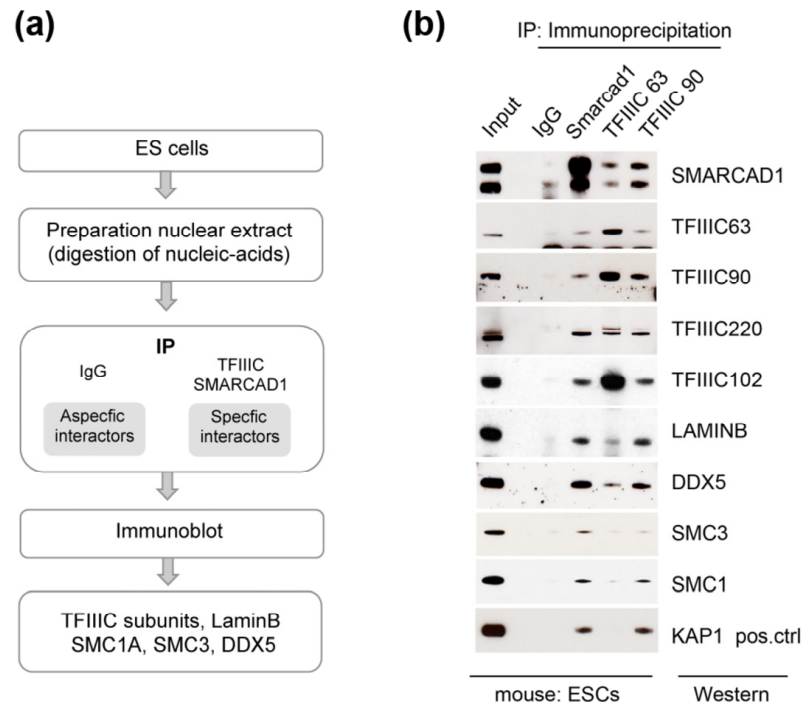 (a)
ES cells
Preparation nuclear extract
(digestion of nucleic-acids)
IP
IgG
TFIIIC
SMARCAD1
Aspecfic
interactors
Specfic
interactors
Immunoblot
TFIIIC subunits, LaminB
SMC1A, SMC3, DDX5
(b)
IP: Immunoprecipitation
Input
IgG
Smarcad1
TFIIIC 63
TFIIIC 90
SMARCAD1
TFIIIC63
TFIIIC90
TFIIIC220
TFIIIC102
LAMINB
DDX5
SMC3
SMC1
KAP1 pos.ctrl
mouse: ESCs
Western